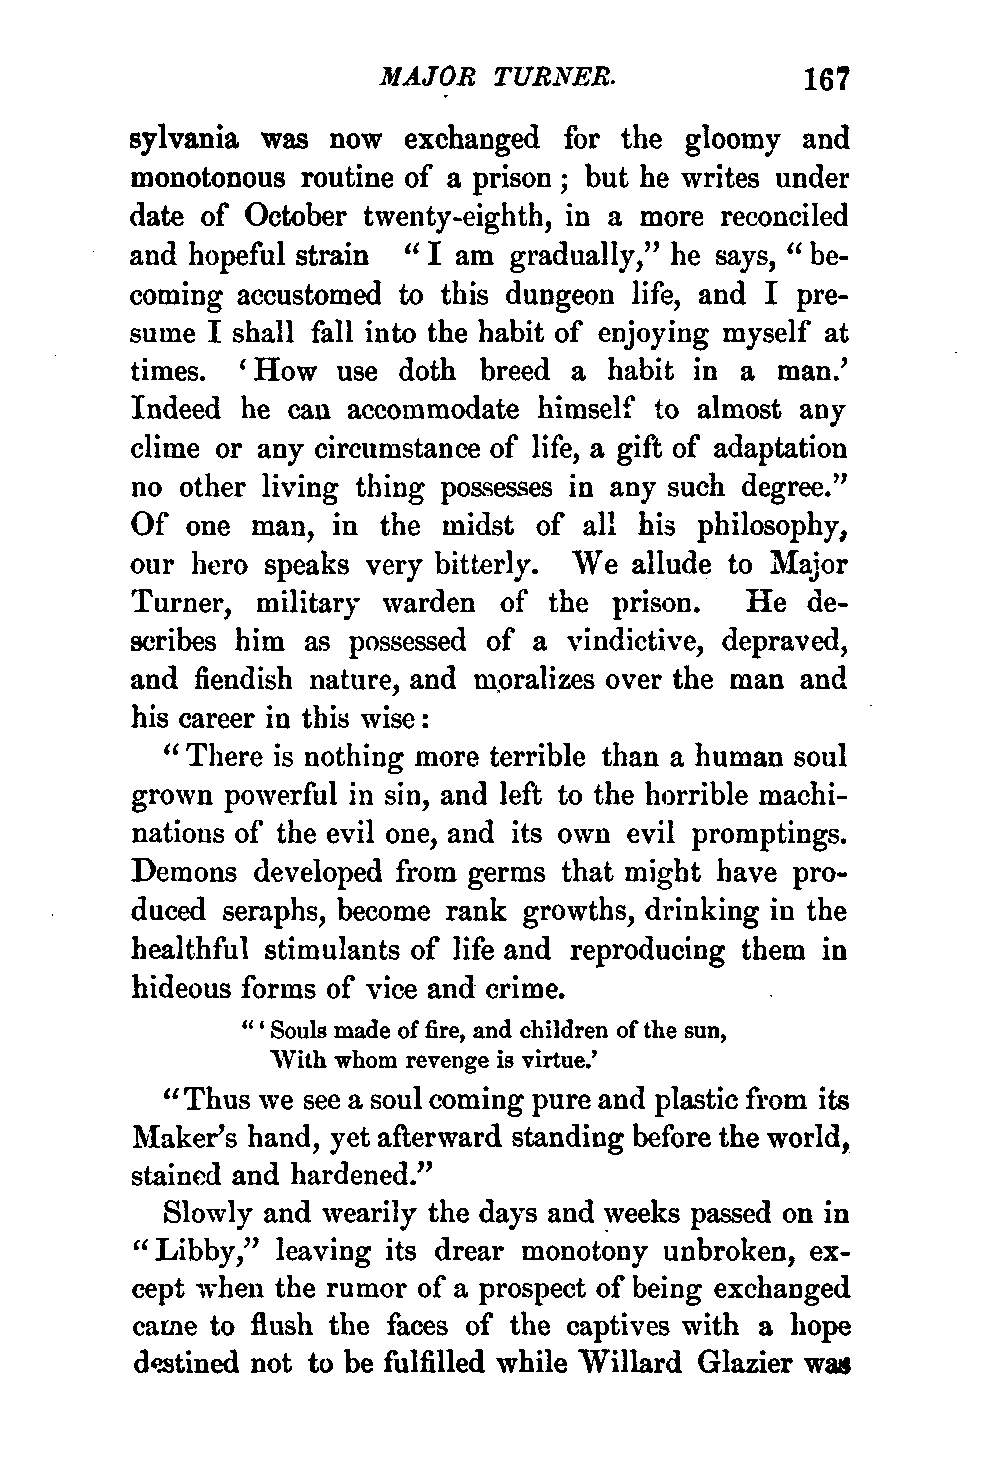 MAJOR TURNER. 167
sylvania was now exchanged for the gloomy and
monotonous routine of a prison ; but he writes under
date of October twenty-eighth, in a more reconciled
and hopeful strain “ I am gradually,” he says, “ be-
coming accustomed to this dungeon life, and I pre-
sume I shall fall into the habit of enjoying myself at
times. ‘ How use doth breed a habit in a man.’
Indeed he can accommodate himself to almost any
clime or any circumstance of life, a gift of adaptation
no other living thing possesses in any such degree.”
Of one man, in the midst of all his philosophy,
our hero speaks very bitterly. We allude to Major
Turner, military warden of the prison. He de-
scribes him as possessed of a vindictive, depraved,
and fiendish nature, and moralizes over the man and
his career in this wise :
“ There is nothing more terrible than a human soul
grown powerful in sin, and left to the horrible machi-
nations of the evil one, and its own evil promptings.
Demons developed from germs that might have pro-
duced seraphs, become rank growths, drinking in the
healthful stimulants of life and reproducing them in
hideous forms of vice and crime.
“ ‘ Souls made of fire, and children of the sun,
With whom revenge is virtue.’
“Thus we see a soul coming pure and plastic from its
Maker’s hand, yet afterward standing before the world,
stained and hardened.”
Slowly and wearily the days and weeks passed on in
“ Libby,” leaving its drear monotony unbroken, ex-
cept when the rumor of a prospect of being exchanged
came to flush the faces of the captives with a hope
destined not to be fulfilled while Willard Glazier was